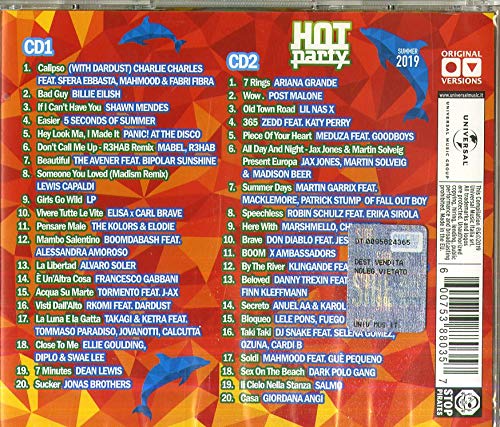 HOT
party
SUMMER
2019
ORIGINAL
VERSIONS
www.universalmusic.it
UNIVERSAL
UNIVERSAL MUSIC GROUP
CD1
1. Calipso (WITH DARDUST) CHARLIE CHARLES
FEAT. SFERA EBBASTA, MAHMOOD & FABRI FIBRA
2. Bad Guy BILLIE EILISH
3. If I Can't Have You SHAWN MENDES
4. Easier 5 SECONDS OF SUMMER
5. Hey Look Ma, I Made It PANIC! AT THE DISCO
6. Don't Call Me Up - R3HAB Remix MABEL, R3HAB
7. Beautiful THE AVENER FEAT. BIPOLAR SUNSHINE
8. Someone You Loved (Madism Remix)
LEWIS CAPALDI
9. Girls Go Wild LP
10. Vivere Tutte Le Vite ELISA x CARL BRAVE
11. Pensare Male THE KOLORS & ELODIE
12. Mambo Salentino BOOMDABASH FEAT.
ALESSANDRA AMOROSO
13. La Libertad ALVARO SOLER
14. È Un'Altra Cosa FRANCESCO GABBANI
15. Acqua Su Marte TORMENTO FEAT. J-AX
16. Visti Dall'Alto RKOMI FEAT. DARDUST
17. La Luna E la Gatta TAKAGI & KETRA FEAT.
TOMMASO PARADISO, JOVANOTTI, CALCUTTA
18. Close To Me ELLIE GOULDING,
DIPLO & SWAE LEE
19. 7 Minutes DEAN LEWIS
20. Sucker JONAS BROTHERS
CD2
1. 7 Rings ARIANA GRANDE
2. Wow. POST MALONE
3. Old Town Road LIL NAS X
4. 365 ZEDD FEAT. KATY PERRY
5. Piece Of Your Heart MEDUZA FEAT. GOODBOYS
6. All Day And Night - Jax Jones & Martin Solveig
Present Europa JAX JONES, MARTIN SOLVEIG
& MADISON BEER
7. Summer Days MARTIN GARRIX FEAT.
MACKLEMORE, PATRICK STUMP OF FALL OUT BOY
8. Speechless ROBIN SCHULZ FEAT. ERIKA SIROLA
9. Here With MARSHMELLO,
10. Brave DON DIABLO FEAT. JES
11. BOOM X AMBASSADORS
12. By The River KLINGANDE FEA
13. Beloved DANNY TREXIN FEAT.
FINN KLEFFMANN
14. Secreto ANUEL AA & KAROL
15. Bloqueo LELE PONS, FUEGO
16. Taki Taki DJ SNAKE FEAT. SELENA GOMEZ,
OZUNA, CARDI B
17. Soldi MAHMOOD FEAT. GUÈ PEQUENO
18. Sex On The Beach DARK POLO GANG
19. Il Cielo Nella Stanza SALMO
20. Casa GIORDANA ANGI
DT 0095024365
DEST. VENDITA
NOLEG. VIETATO
UNIV MUS IT
6 00753 88035 7
STOP
PIRATES